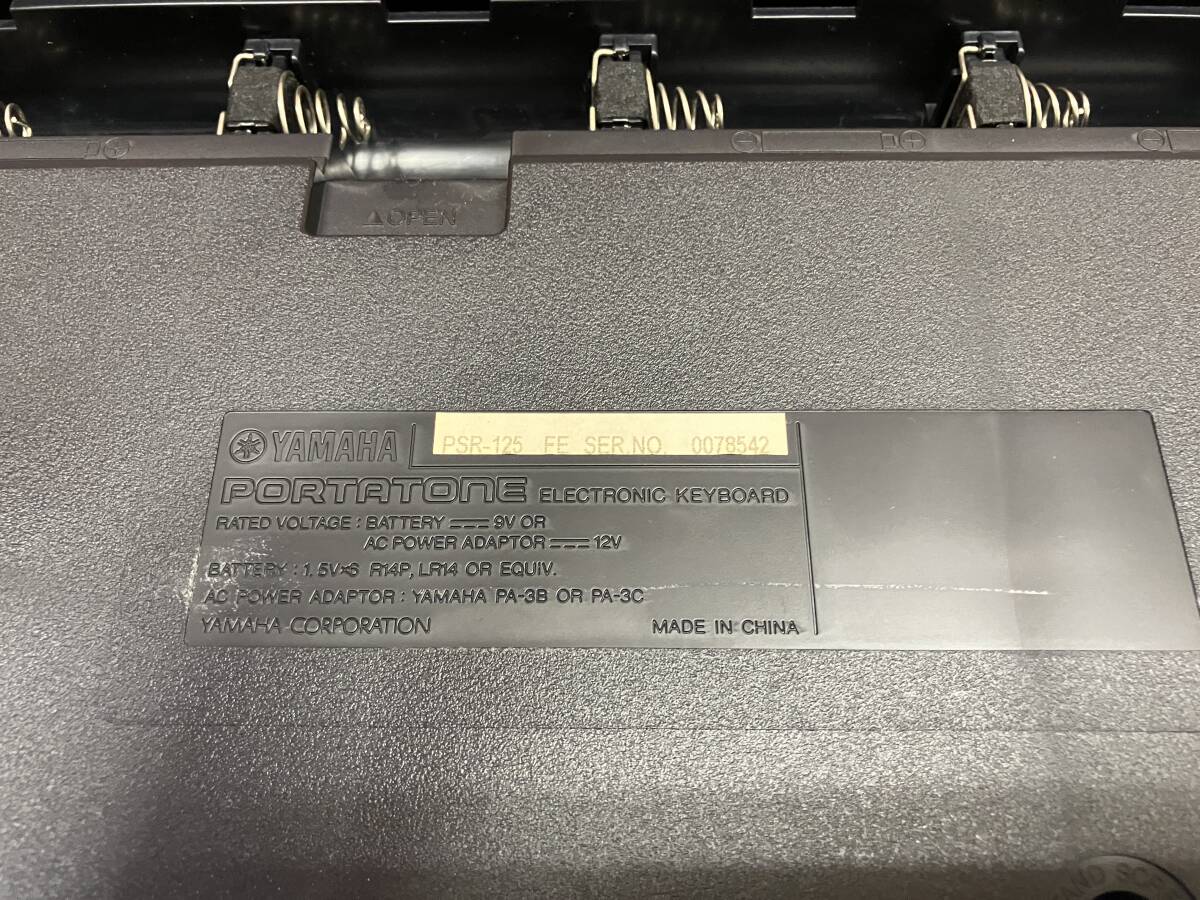 OPEN
YAMAHA
PSR-125 FE SER.NO. 0078542
PORTATONE ELECTRONIC KEYBOARD
RATED VOLTAGE : BATTERY ⎓ 9V OR
AC POWER ADAPTOR ⎓ 12V
BATTERY : 1.5V×6 R14P, LR14 OR EQUIV.
AC POWER ADAPTOR : YAMAHA PA-3B OR PA-3C
YAMAHA CORPORATION MADE IN CHINA